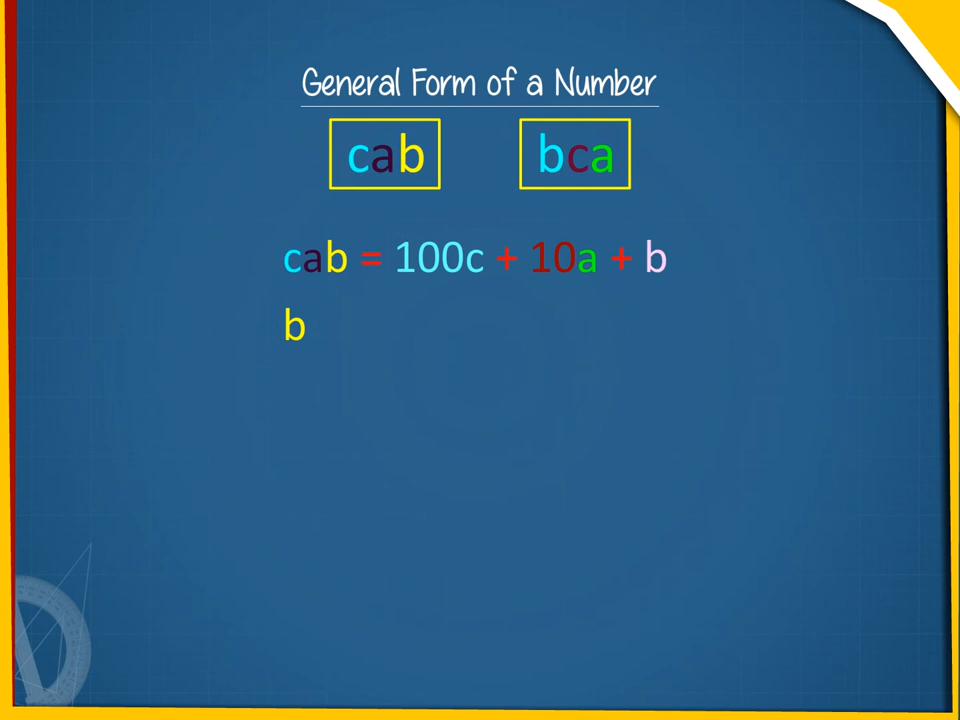 General Form of a Number
cab bca
cab = 100c + 10a + b
b